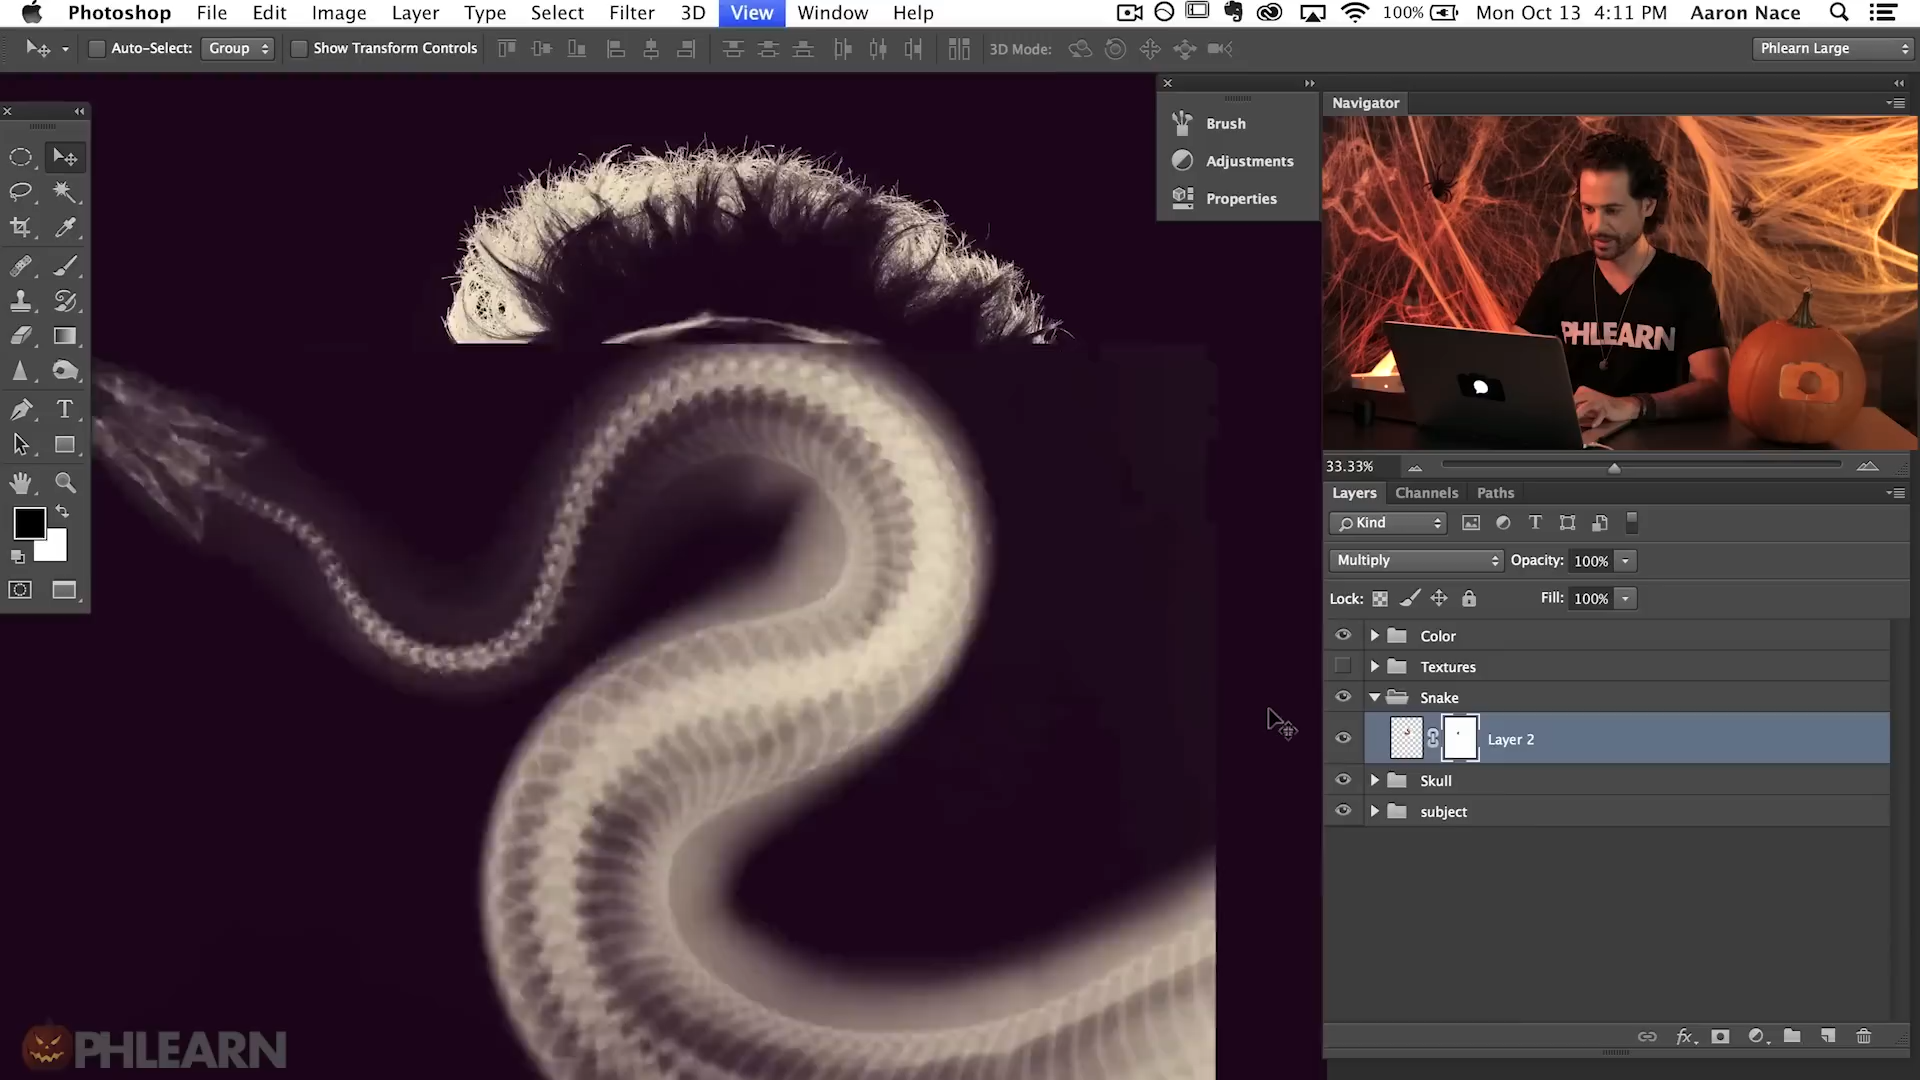 Photoshop File Edit Image Layer Type Select Filter 3D View Window Help 100% Mon Oct 13 4:11 PM Aaron Nace
Auto-Select: Group Show Transform Controls 3D Mode: Phlearn Large
Navigator
Brush
Adjustments
Properties
PHLEARN
33.33%
Layers Channels Paths
Kind
Multiply Opacity: 100%
Lock: Fill: 100%
Color
Textures
Snake
Layer 2
Skull
subject
fx
PHLEARN